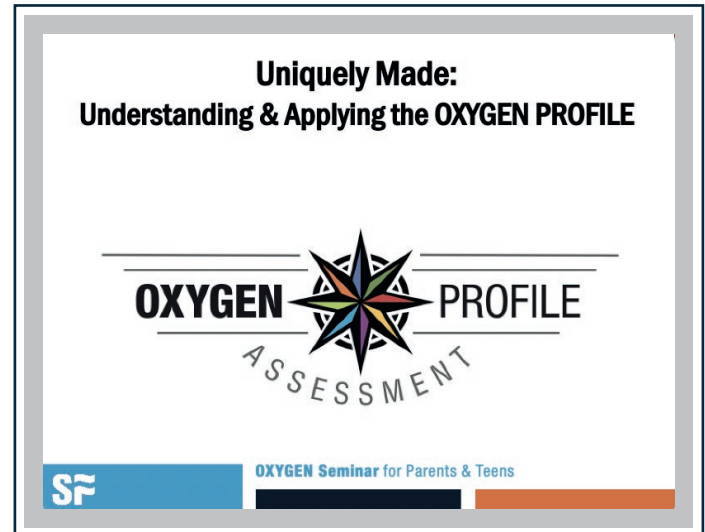 Uniquely Made:
Understanding & Applying the OXYGEN PROFILE
OXYGEN PROFILE
ASSESSMENT
OXYGEN Seminar for Parents & Teens
SF